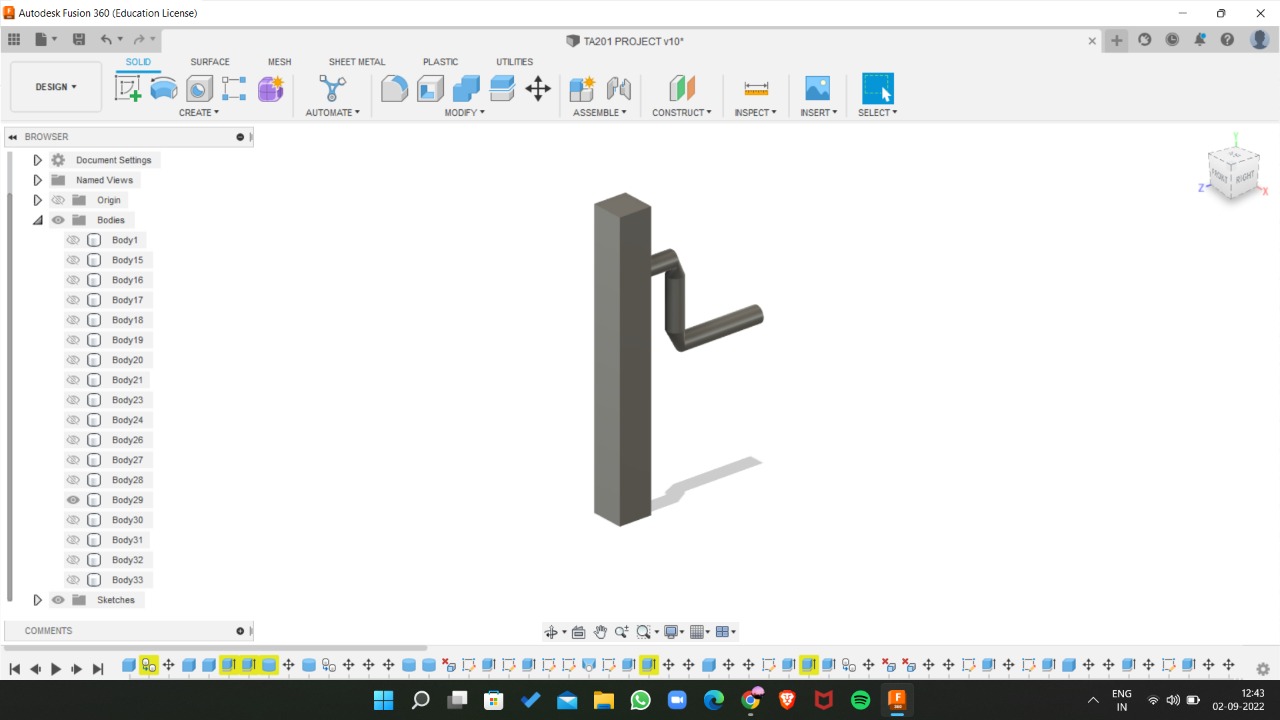 Autodesk Fusion 360 (Education License)
TA201 PROJECT v10*
SOLID SURFACE MESH SHEET METAL PLASTIC UTILITIES
DESIGN
CREATE AUTOMATE MODIFY ASSEMBLE CONSTRUCT INSPECT INSERT SELECT
BROWSER
Document Settings
Named Views
Origin
Bodies
Body1
Body15
Body16
Body17
Body18
Body19
Body20
Body21
Body23
Body24
Body26
Body27
Body28
Body29
Body30
Body31
Body32
Body33
Sketches
Y
FRONT RIGHT
Z X
COMMENTS
ENG
IN
12:43
02-09-2022